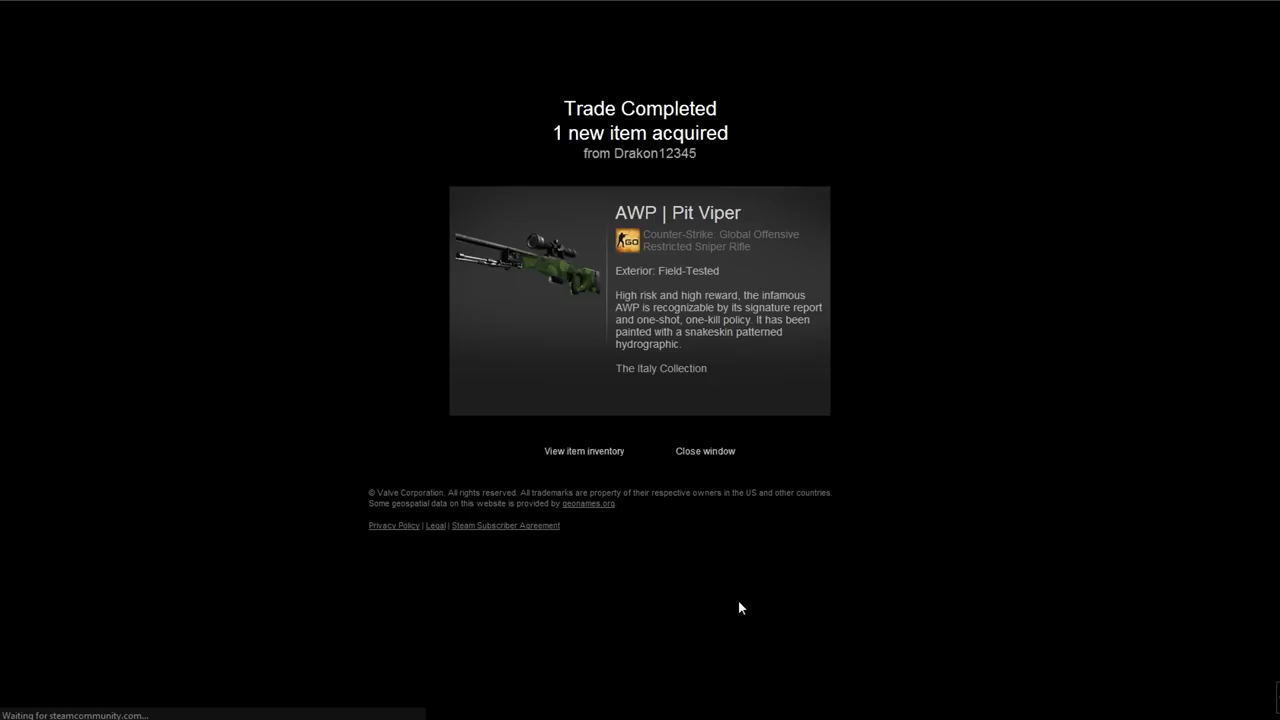 Trade Completed
1 new item acquired
from Drakon12345
AWP | Pit Viper
GO
Counter-Strike: Global Offensive
Restricted Sniper Rifle
Exterior: Field-Tested
High risk and high reward, the infamous
AWP is recognizable by its signature report
and one-shot, one-kill policy. It has been
painted with a snakeskin patterned
hydrographic.
The Italy Collection
View item inventory
Close window
© Valve Corporation. All rights reserved. All trademarks are property of their respective owners in the US and other countries.
Some geospatial data on this website is provided by geonames.org
Privacy Policy | Legal | Steam Subscriber Agreement
Waiting for steamcommunity.com...